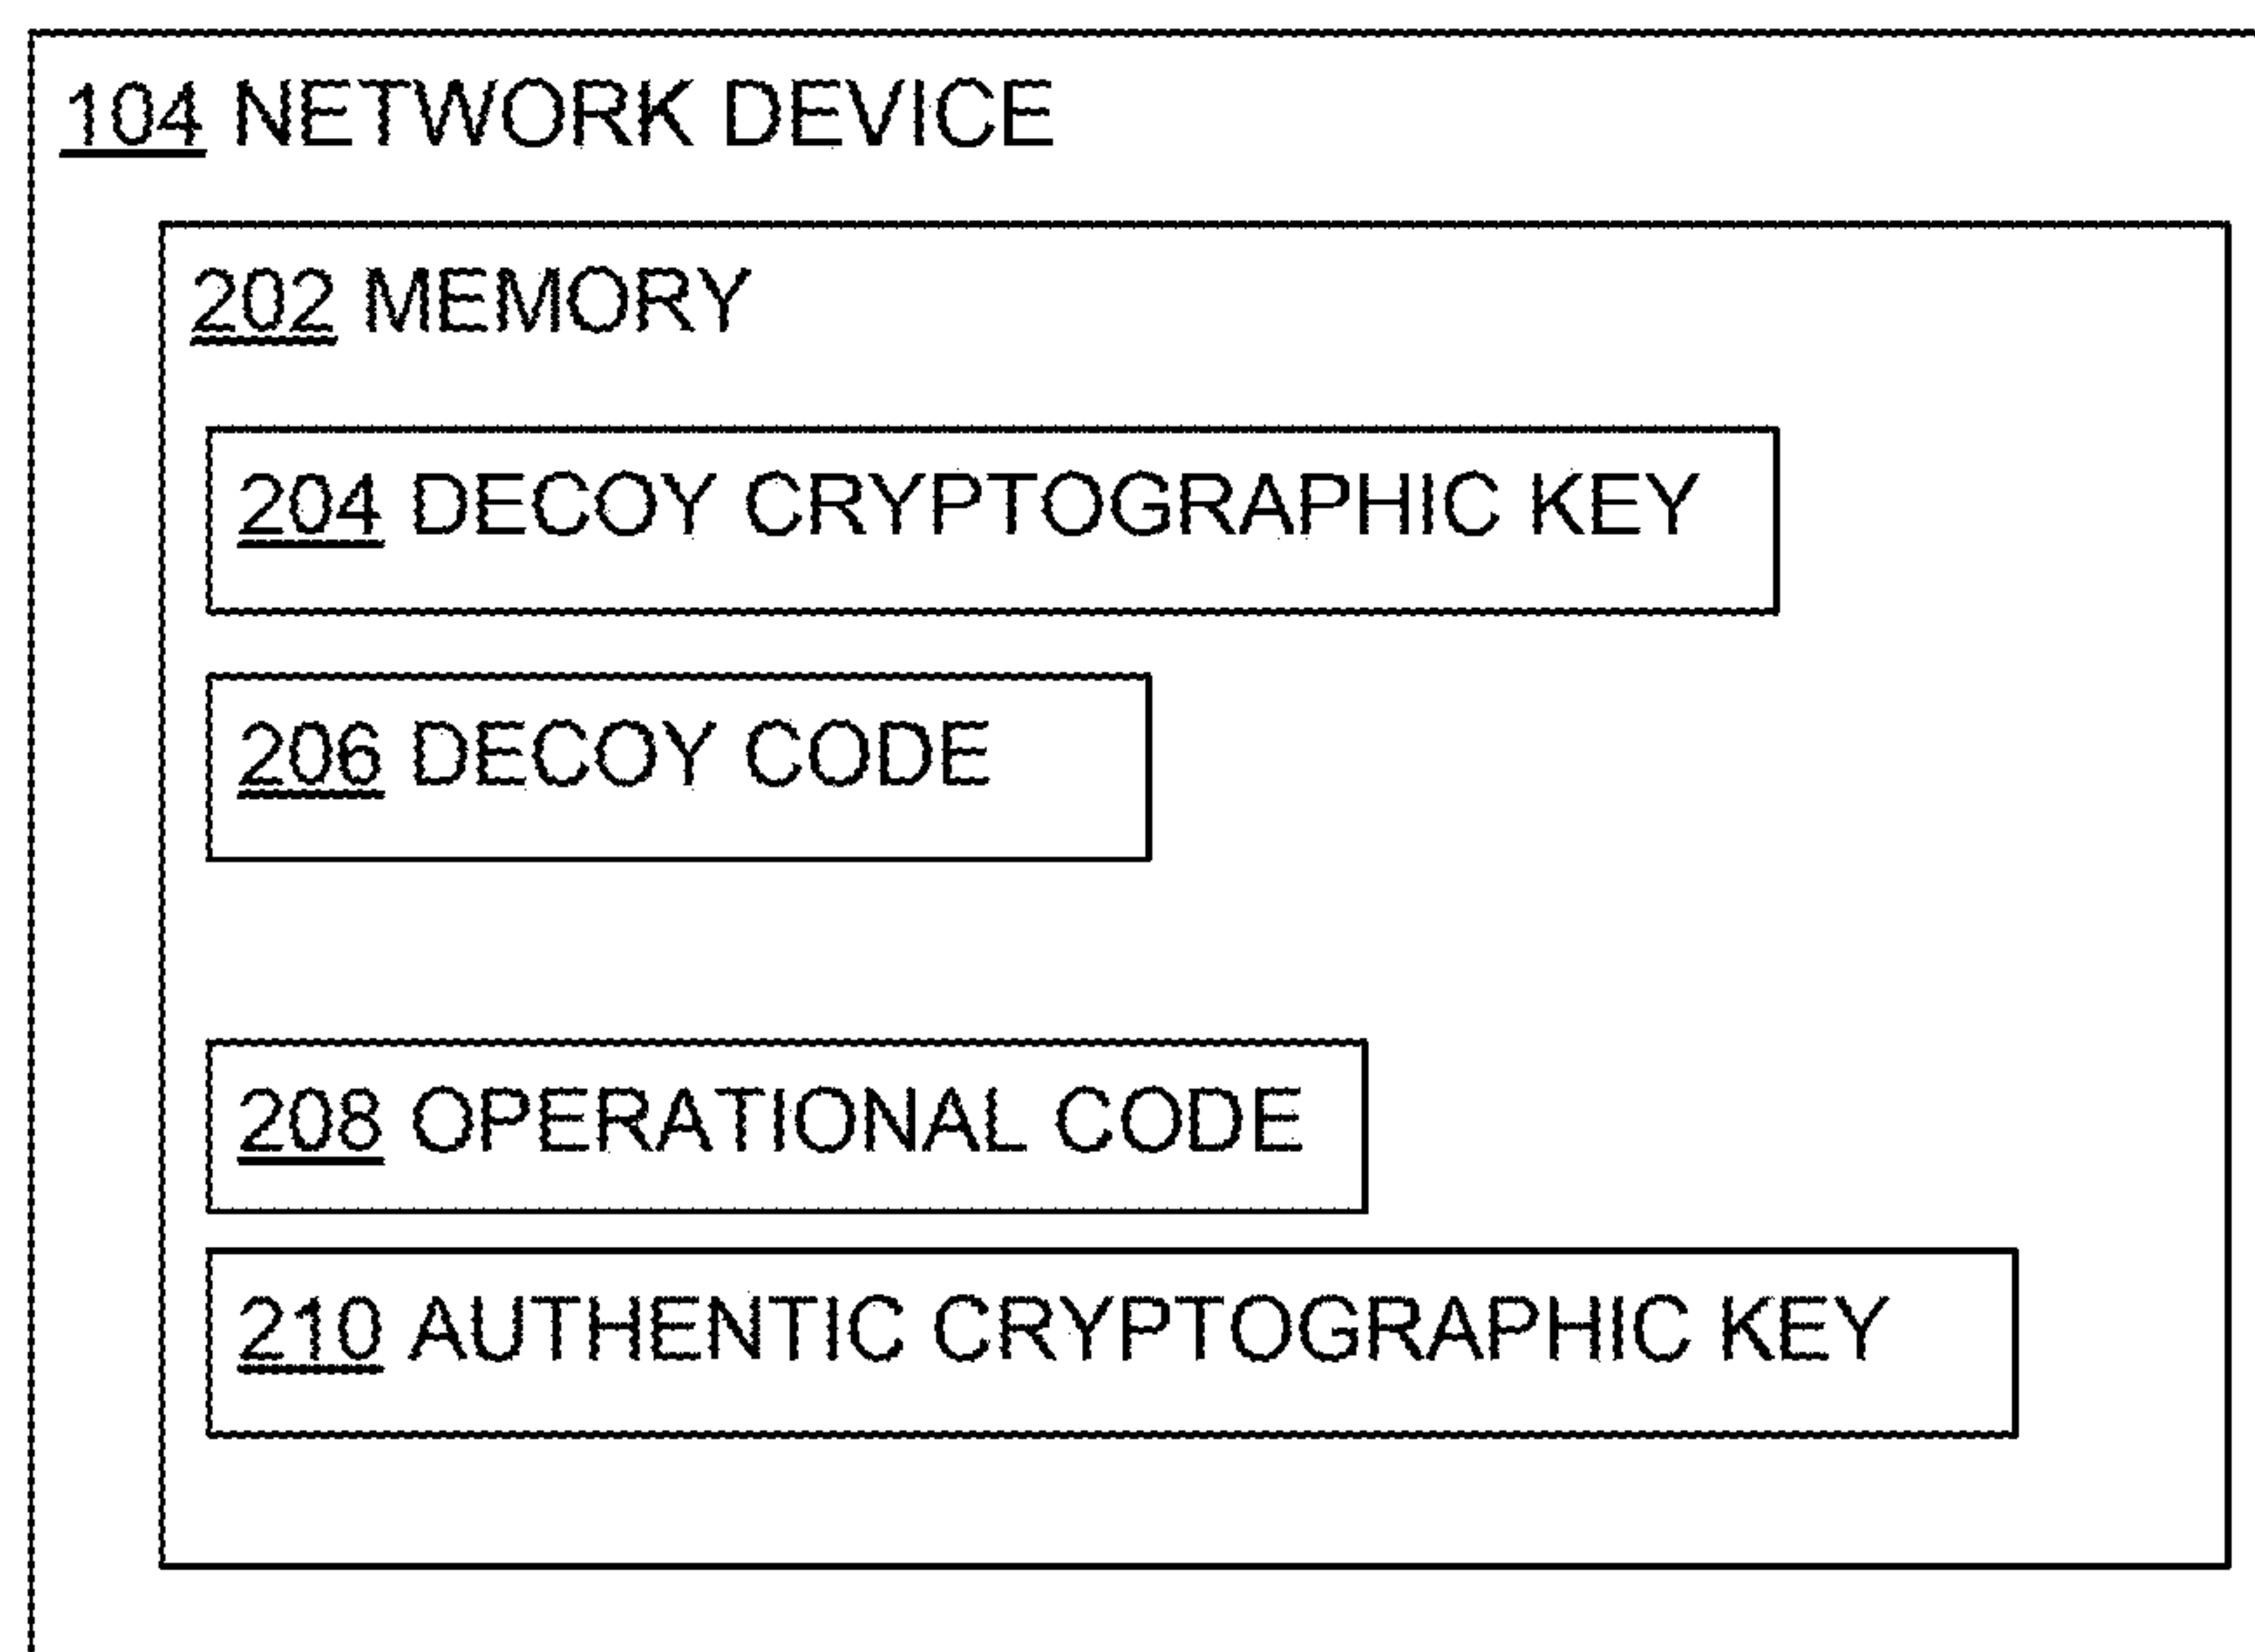 104 NETWORK DEVICE
202 MEMORY
204 DECOY CRYPTOGRAPHIC KEY
206 DECOY CODE
208 OPERATIONAL CODE
210 AUTHENTIC CRYPTOGRAPHIC KEY